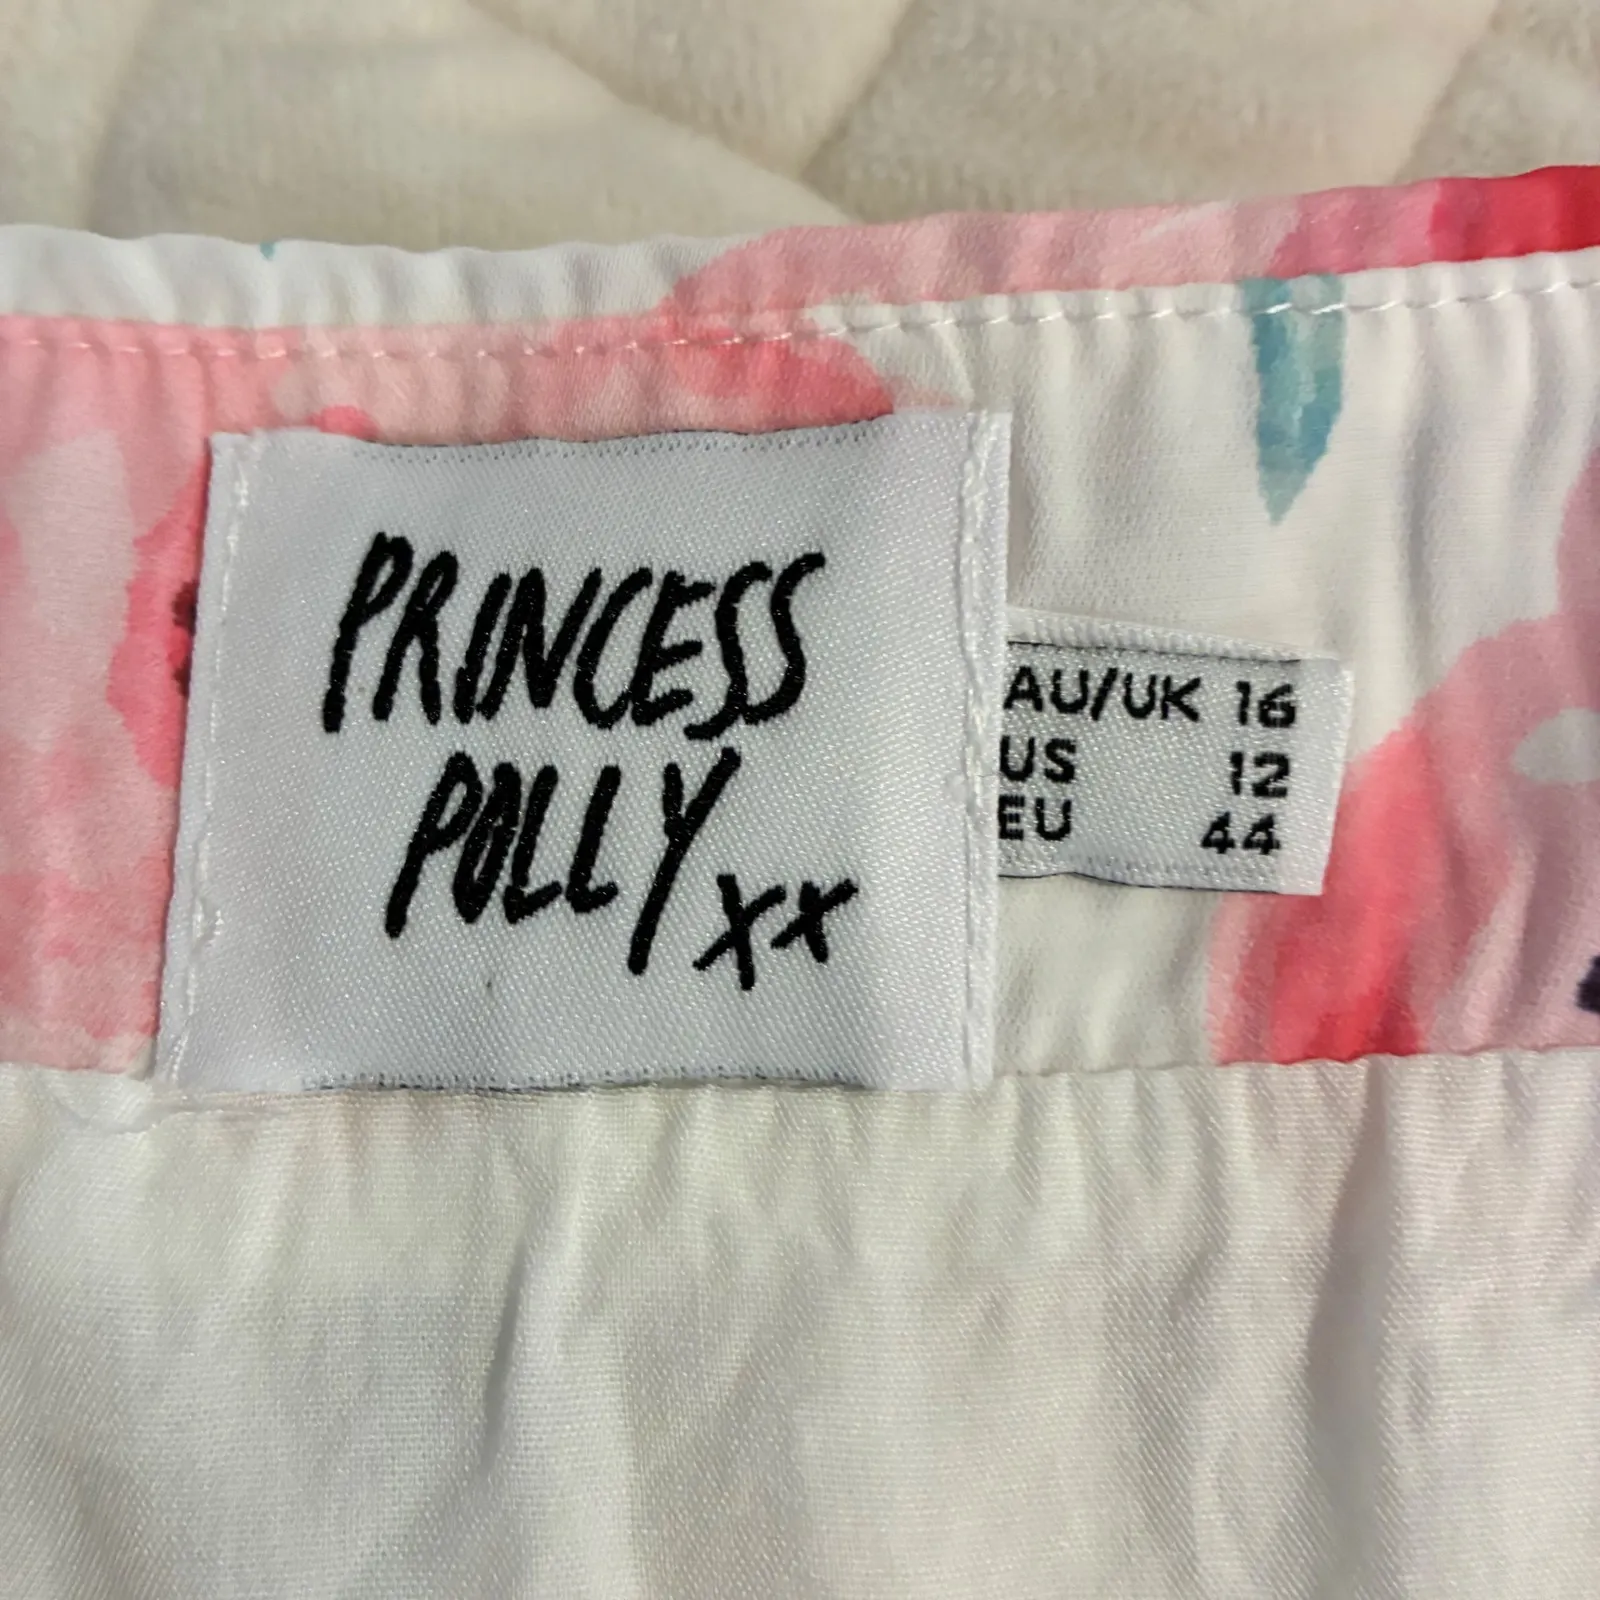 PRINCESS
POLLY xx
AU/UK 16
US 12
EU 44